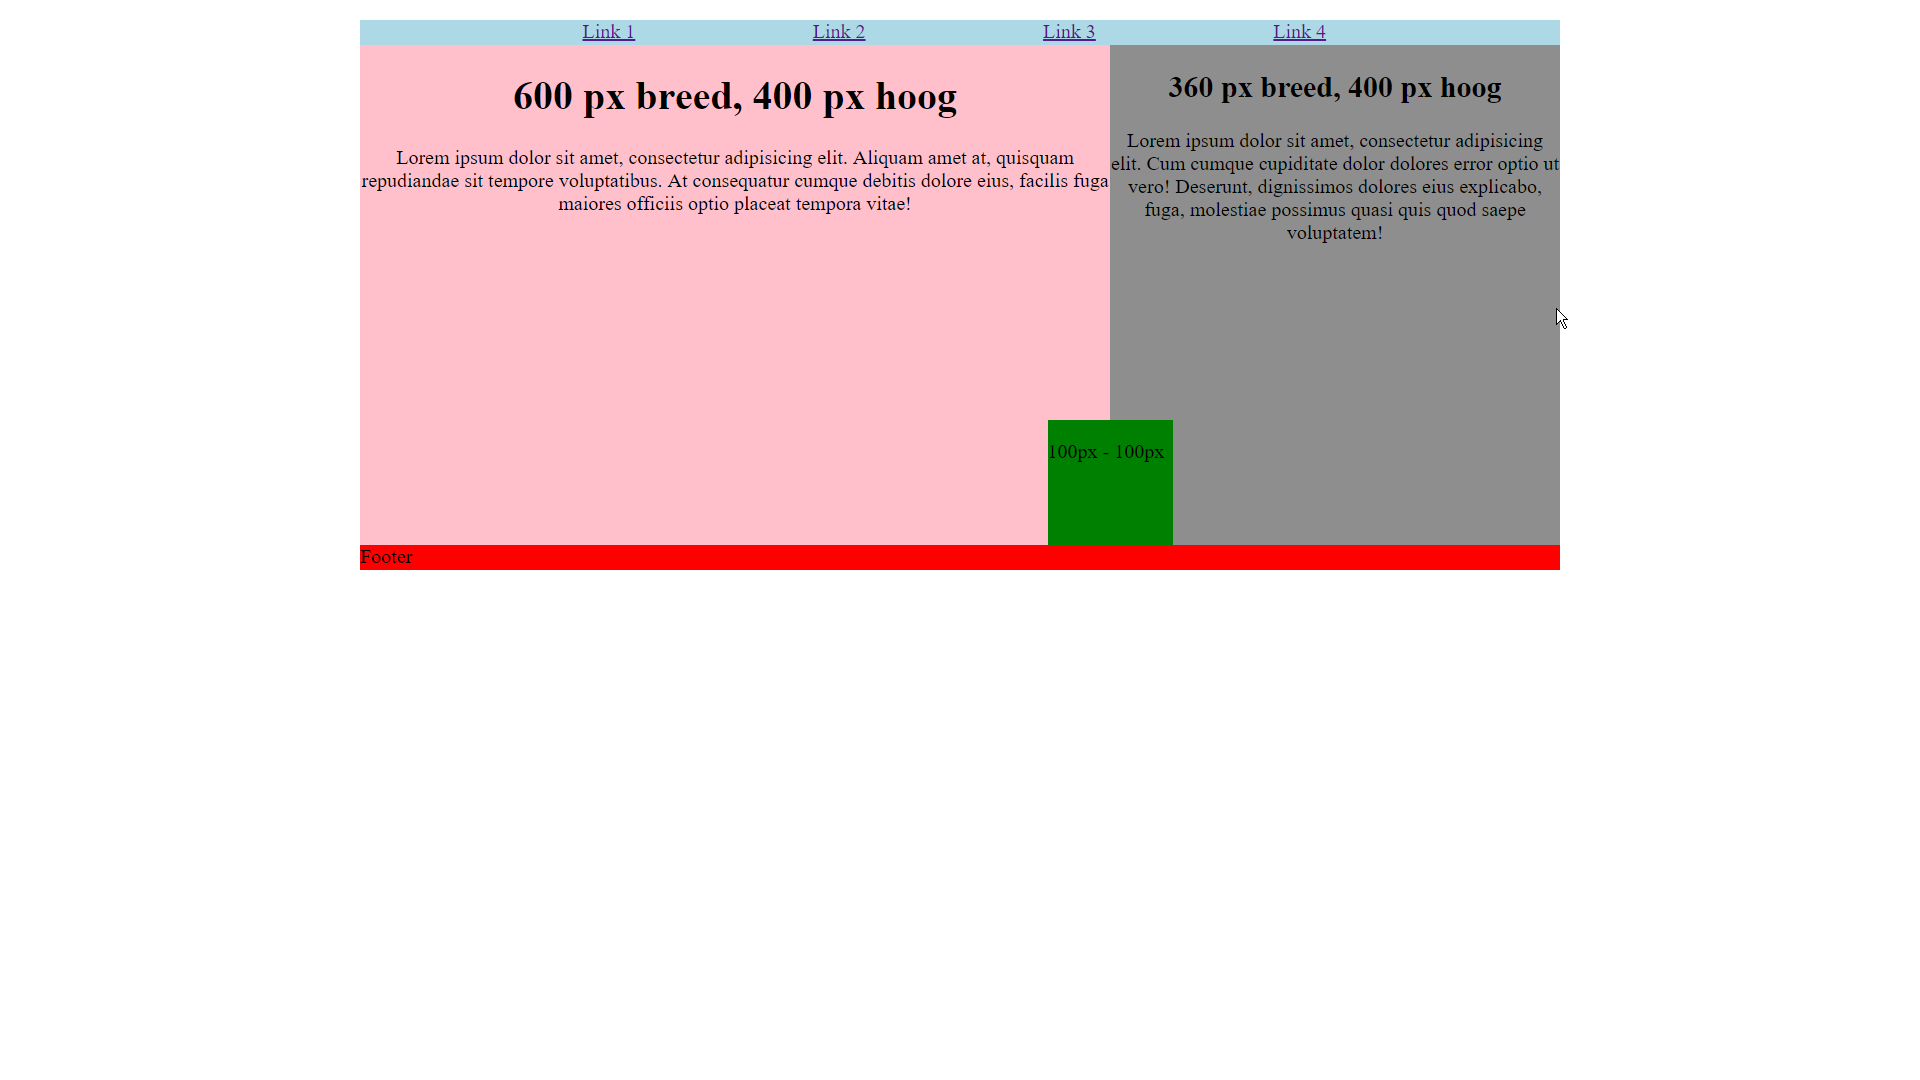 Link 1
Link 2
Link 3
Link 4
600 px breed, 400 px hoog
Lorem ipsum dolor sit amet, consectetur adipisicing elit. Aliquam amet at, quisquam
repudiandae sit tempore voluptatibus. At consequatur cumque debitis dolore eius, facilis fuga
maiores officiis optio placeat tempora vitae!
360 px breed, 400 px hoog
Lorem ipsum dolor sit amet, consectetur adipisicing
elit. Cum cumque cupiditate dolor dolores error optio ut
vero! Deserunt, dignissimos dolores eius explicabo,
fuga, molestiae possimus quasi quis quod saepe
voluptatem!
100px - 100px
Footer